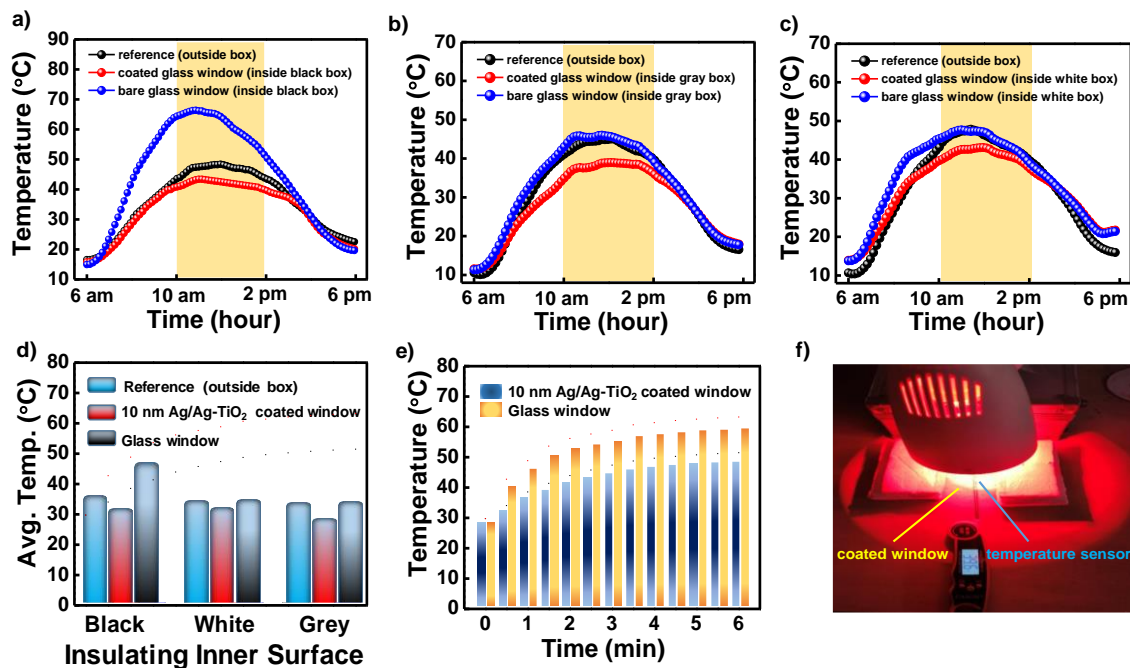 a)
90
80
70
60
50
40
30
20
10
Temperature (°C)
reference (outside box)
coated glass window (inside black box)
bare glass window (inside black box)
6 am
10 am
2 pm
6 pm
Time (hour)
b)
70
60
50
40
30
20
10
Temperature (°C)
reference (outside box)
coated glass window (inside gray box)
bare glass window (inside gray box)
6 am
10 am
2 pm
6 pm
Time (hour)
c)
70
60
50
40
30
20
10
Temperature (°C)
reference (outside box)
coated glass window (inside white box)
bare glass window (inside white box)
6 am
10 am
2 pm
6 pm
Time (hour)
d)
80
70
60
50
40
30
20
10
0
Avg. Temp. (°C)
Reference (outside box)
10 nm Ag/Ag-TiO₂ coated window
Glass window
Black
White
Grey
Insulating Inner Surface
e)
80
70
60
50
40
30
20
10
0
Temperature (°C)
10 nm Ag/Ag-TiO₂ coated window
Glass window
0
1
2
3
4
5
6
Time (min)
f)
coated window
temperature sensor